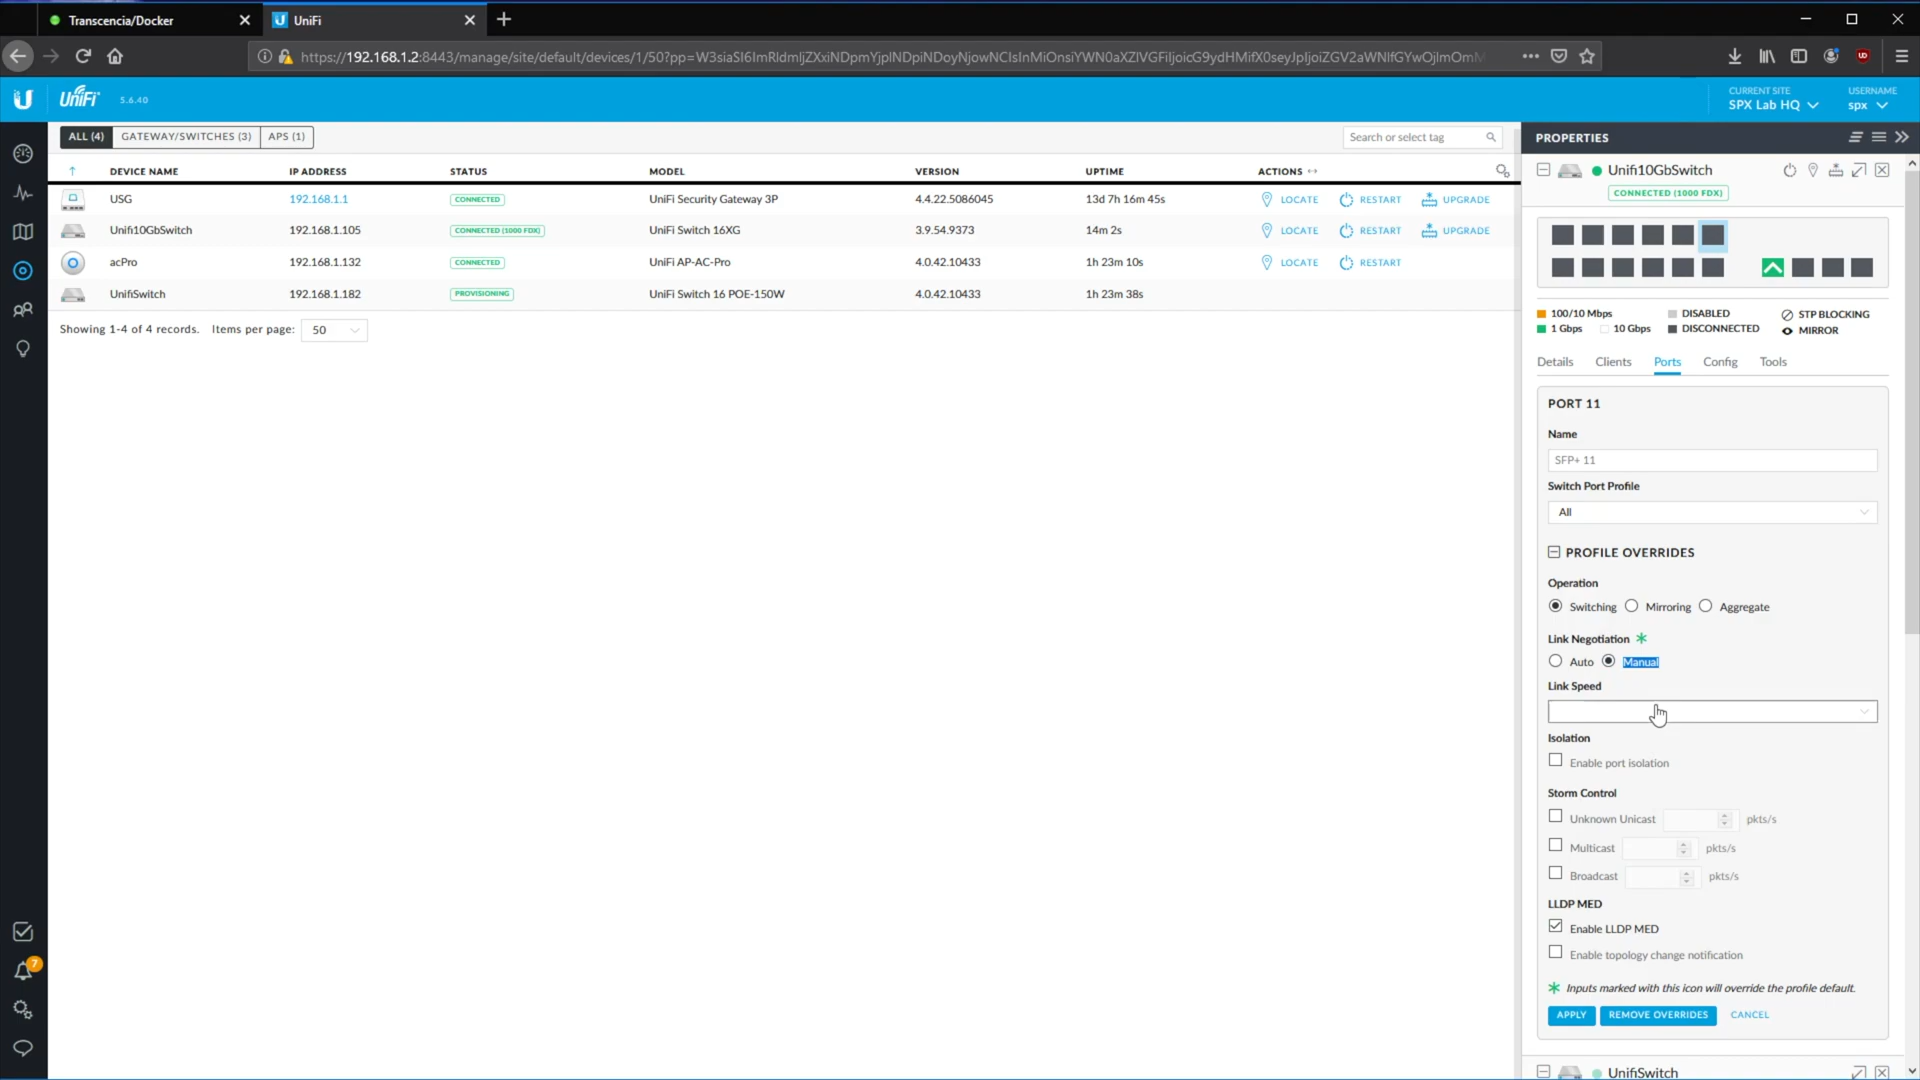 Transcencia/Docker
UniFi
https://192.168.1.2:8443/manage/site/default/devices/1/50?pp=
UniFi 5.6.40
CURRENT SITE
SPX Lab HQ
USERNAME
spx
ALL (4) GATEWAY/SWITCHES (3) APS (1)
Search or select tag
DEVICE NAME IP ADDRESS STATUS MODEL VERSION UPTIME ACTIONS
USG 192.168.1.1 CONNECTED UniFi Security Gateway 3P 4.4.22.5086045 13d 7h 16m 45s LOCATE RESTART UPGRADE
Unifi10GbSwitch 192.168.1.105 CONNECTED (1000 FDX) UniFi Switch 16XG 3.9.54.9373 14m 2s LOCATE RESTART UPGRADE
acPro 192.168.1.132 CONNECTED UniFi AP-AC-Pro 4.0.42.10433 1h 23m 10s LOCATE RESTART
UnifiSwitch 192.168.1.182 PROVISIONING UniFi Switch 16 POE-150W 4.0.42.10433 1h 23m 38s
Showing 1-4 of 4 records. Items per page: 50
7
PROPERTIES
Unifi10GbSwitch
CONNECTED (1000 FDX)
100/10 Mbps DISABLED STP BLOCKING
1 Gbps 10 Gbps DISCONNECTED MIRROR
Details Clients Ports Config Tools
PORT 11
Name
SFP+ 11
Switch Port Profile
All
PROFILE OVERRIDES
Operation
Switching Mirroring Aggregate
Link Negotiation
Auto Manual
Link Speed
Isolation
Enable port isolation
Storm Control
Unknown Unicast pkts/s
Multicast pkts/s
Broadcast pkts/s
LLDP MED
Enable LLDP MED
Enable topology change notification
Inputs marked with this icon will override the profile default.
APPLY REMOVE OVERRIDES CANCEL
UnifiSwitch